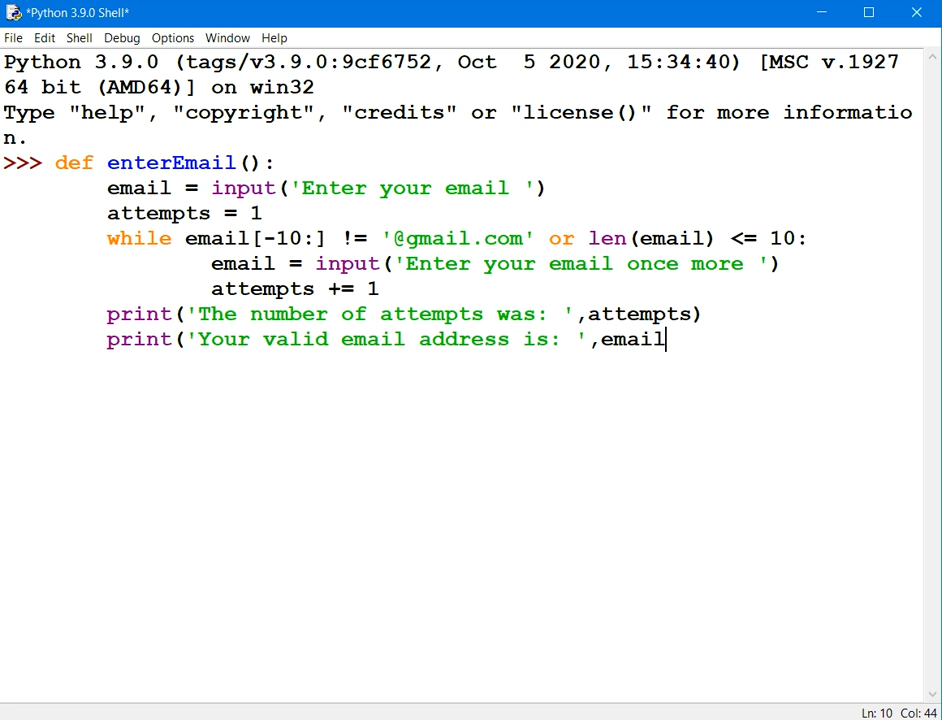 *Python 3.9.0 Shell*
File Edit Shell Debug Options Window Help
Python 3.9.0 (tags/v3.9.0:9cf6752, Oct  5 2020, 15:34:40) [MSC v.1927
64 bit (AMD64)] on win32
Type "help", "copyright", "credits" or "license()" for more informatio
n.
>>> def enterEmail():
        email = input('Enter your email ')
        attempts = 1
        while email[-10:] != '@gmail.com' or len(email) <= 10:
                email = input('Enter your email once more ')
                attempts += 1
        print('The number of attempts was: ',attempts)
        print('Your valid email address is: ',email
Ln: 10 Col: 44